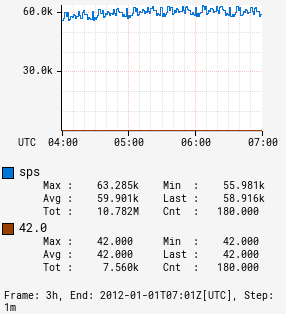 60.0k
30.0k
UTC 04:00 05:00 06:00 07:00
sps
Max : 63.285k Min : 55.981k
Avg : 59.901k Last : 58.916k
Tot : 10.782M Cnt : 180.000
42.0
Max : 42.000 Min : 42.000
Avg : 42.000 Last : 42.000
Tot : 7.560k Cnt : 180.000
Frame: 3h, End: 2012-01-01T07:01Z[UTC], Step:
1m